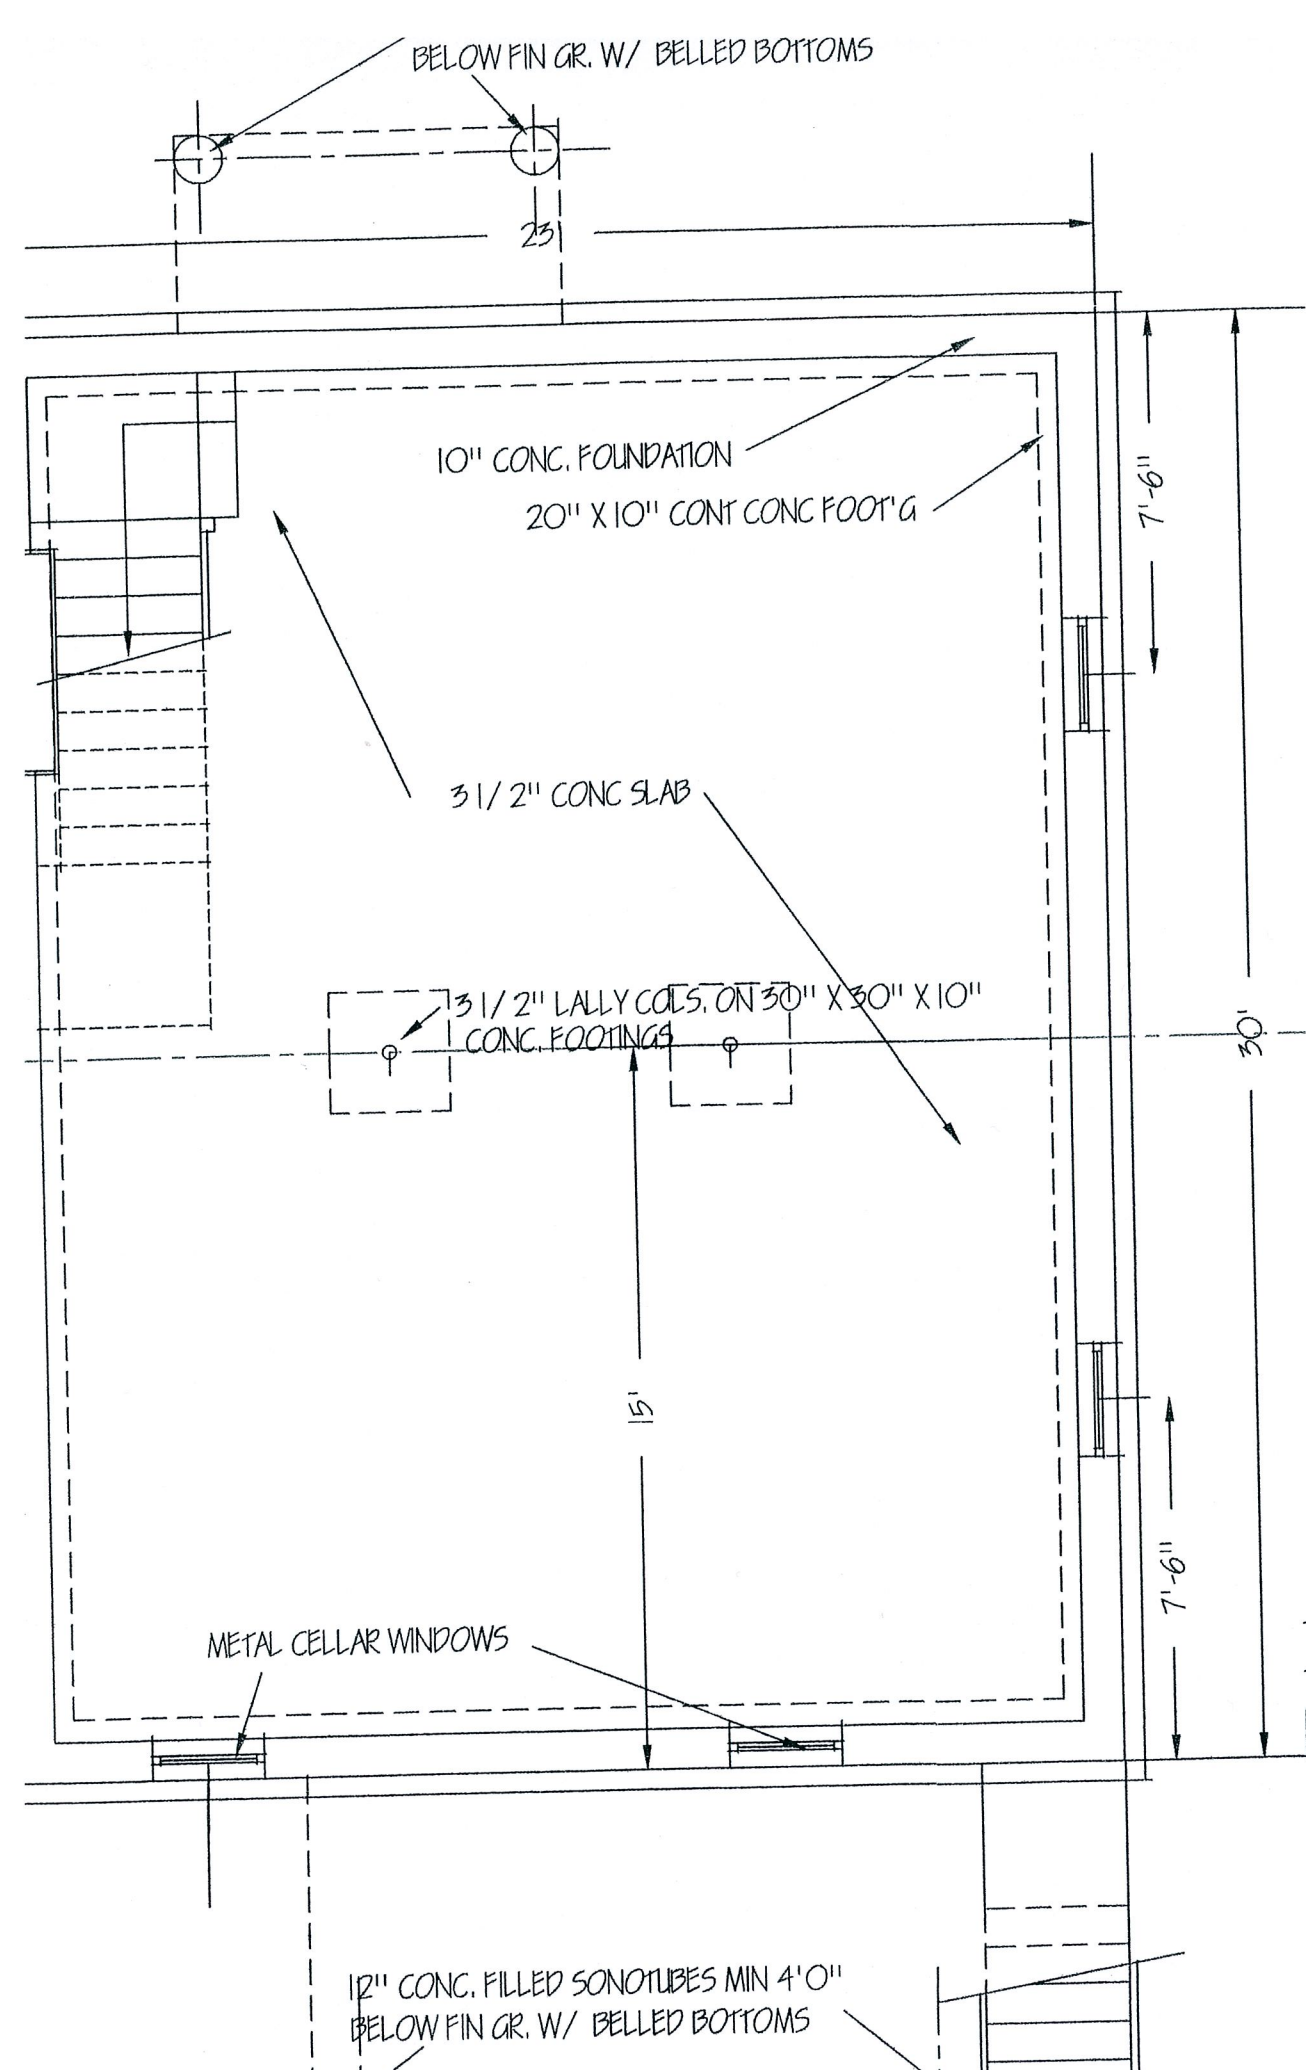 BELOW FIN GR. W/ BELLED BOTTOMS
23'
10" CONC. FOUNDATION
20" X 10" CONT CONC FOOT'G
7'-6"
3 1/2" CONC SLAB
3 1/2" LALLY COLS. ON 30" X 30" X 10"
CONC. FOOTINGS
30'
15'
7'-6"
METAL CELLAR WINDOWS
12" CONC. FILLED SONOTUBES MIN 4'0"
BELOW FIN GR. W/ BELLED BOTTOMS